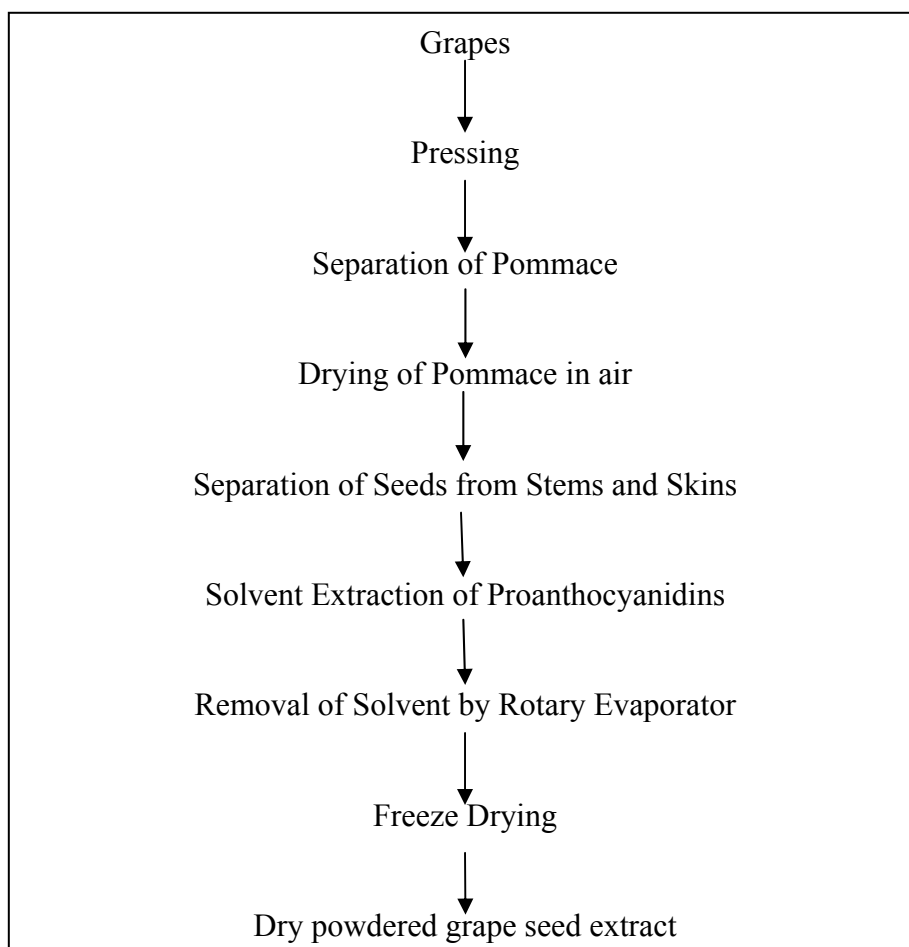 Grapes
Pressing
Separation of Pommace
Drying of Pommace in air
Separation of Seeds from Stems and Skins
Solvent Extraction of Proanthocyanidins
Removal of Solvent by Rotary Evaporator
Freeze Drying
Dry powdered grape seed extract